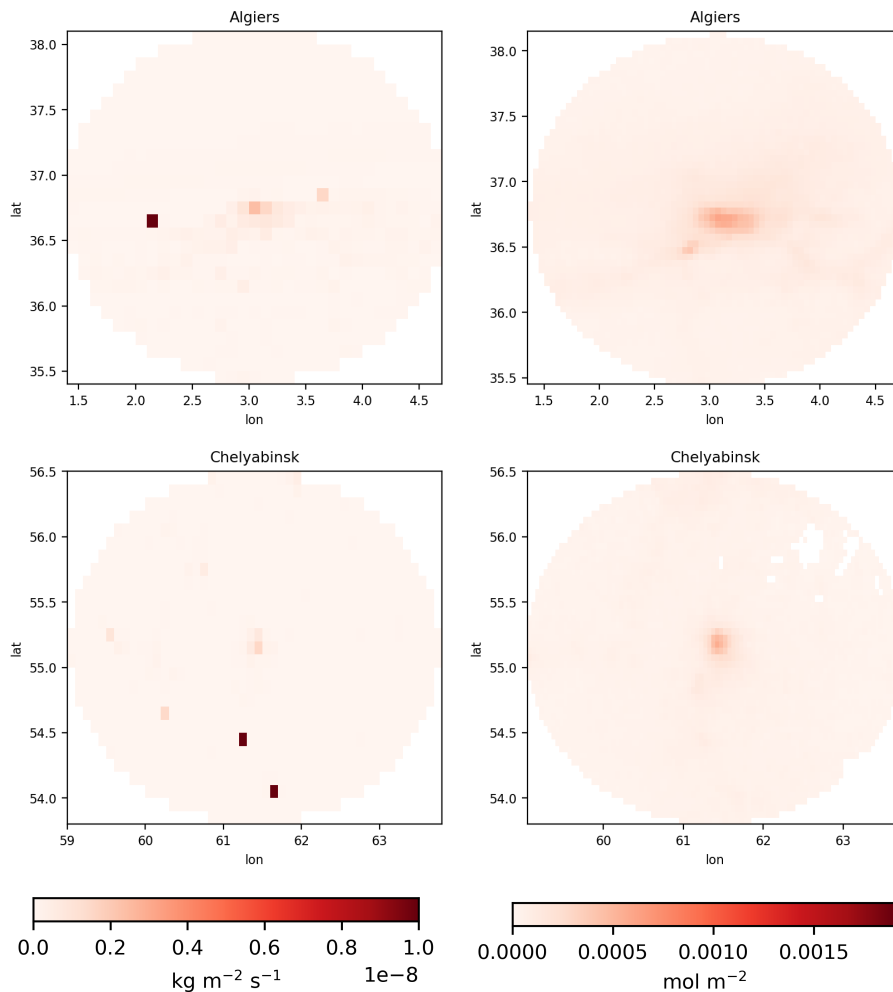 Algiers
38.0
37.5
37.0
36.5
36.0
35.5
lat
1.5 2.0 2.5 3.0 3.5 4.0 4.5
lon
Algiers
38.0
37.5
37.0
36.5
36.0
35.5
lat
1.5 2.0 2.5 3.0 3.5 4.0 4.5
lon
Chelyabinsk
56.5
56.0
55.5
55.0
54.5
54.0
lat
59 60 61 62 63
lon
Chelyabinsk
56.5
56.0
55.5
55.0
54.5
54.0
lat
60 61 62 63
lon
0.0 0.2 0.4 0.6 0.8 1.0
1e−8
kg m⁻² s⁻¹
0.0000 0.0005 0.0010 0.0015
mol m⁻²